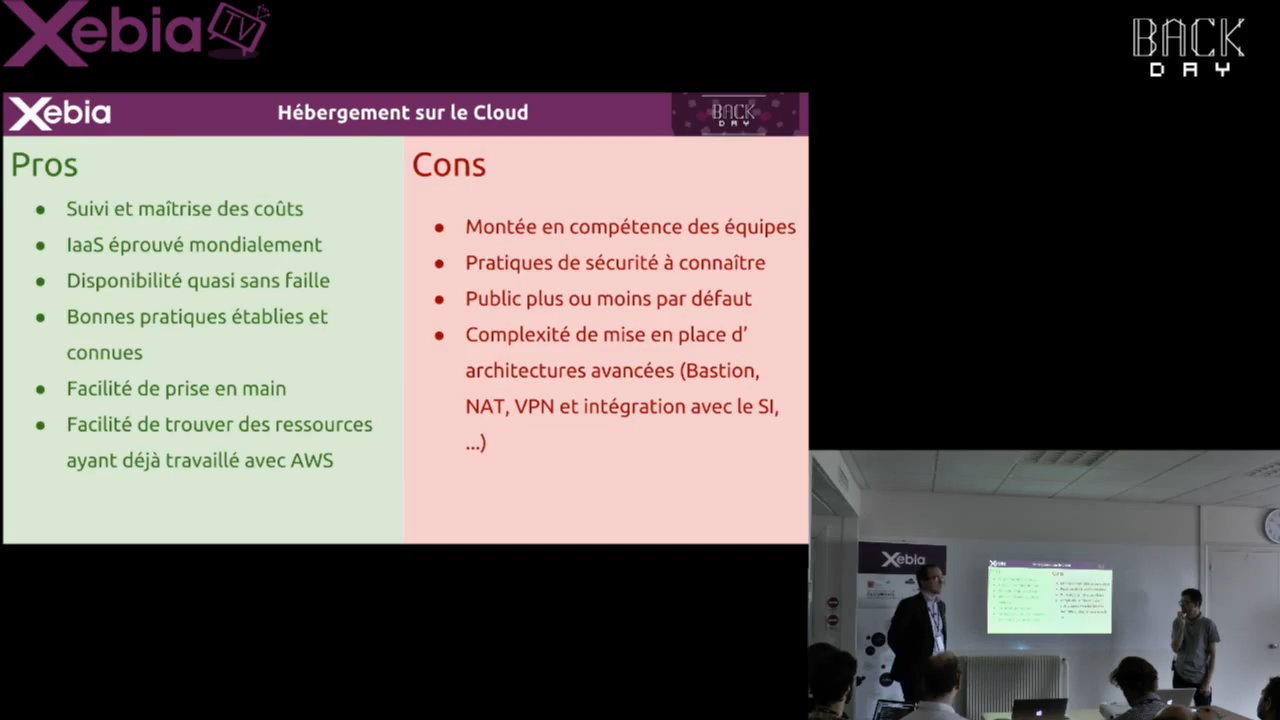 Xebia TV
BACK
DAY
Xebia
Hébergement sur le Cloud
BACK
DAY
Pros
● Suivi et maîtrise des coûts
● IaaS éprouvé mondialement
● Disponibilité quasi sans faille
● Bonnes pratiques établies et
connues
● Facilité de prise en main
● Facilité de trouver des ressources
ayant déjà travaillé avec AWS
Cons
● Montée en compétence des équipes
● Pratiques de sécurité à connaître
● Public plus ou moins par défaut
● Complexité de mise en place d’
architectures avancées (Bastion,
NAT, VPN et intégration avec le SI,
...)
Xebia